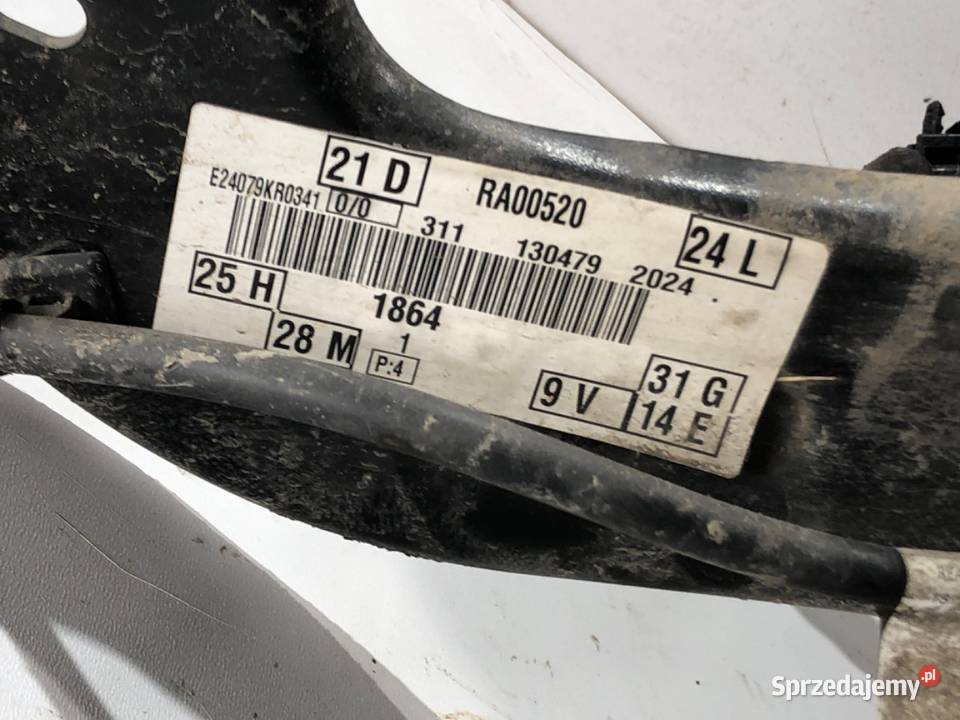 21 D
RA00520
E24079KR0341
0/0
24 L
311 130479 2024
25 H
1864
28 M
1
P:4
31 G
9 V
14 E
Sprzedajemy.pl